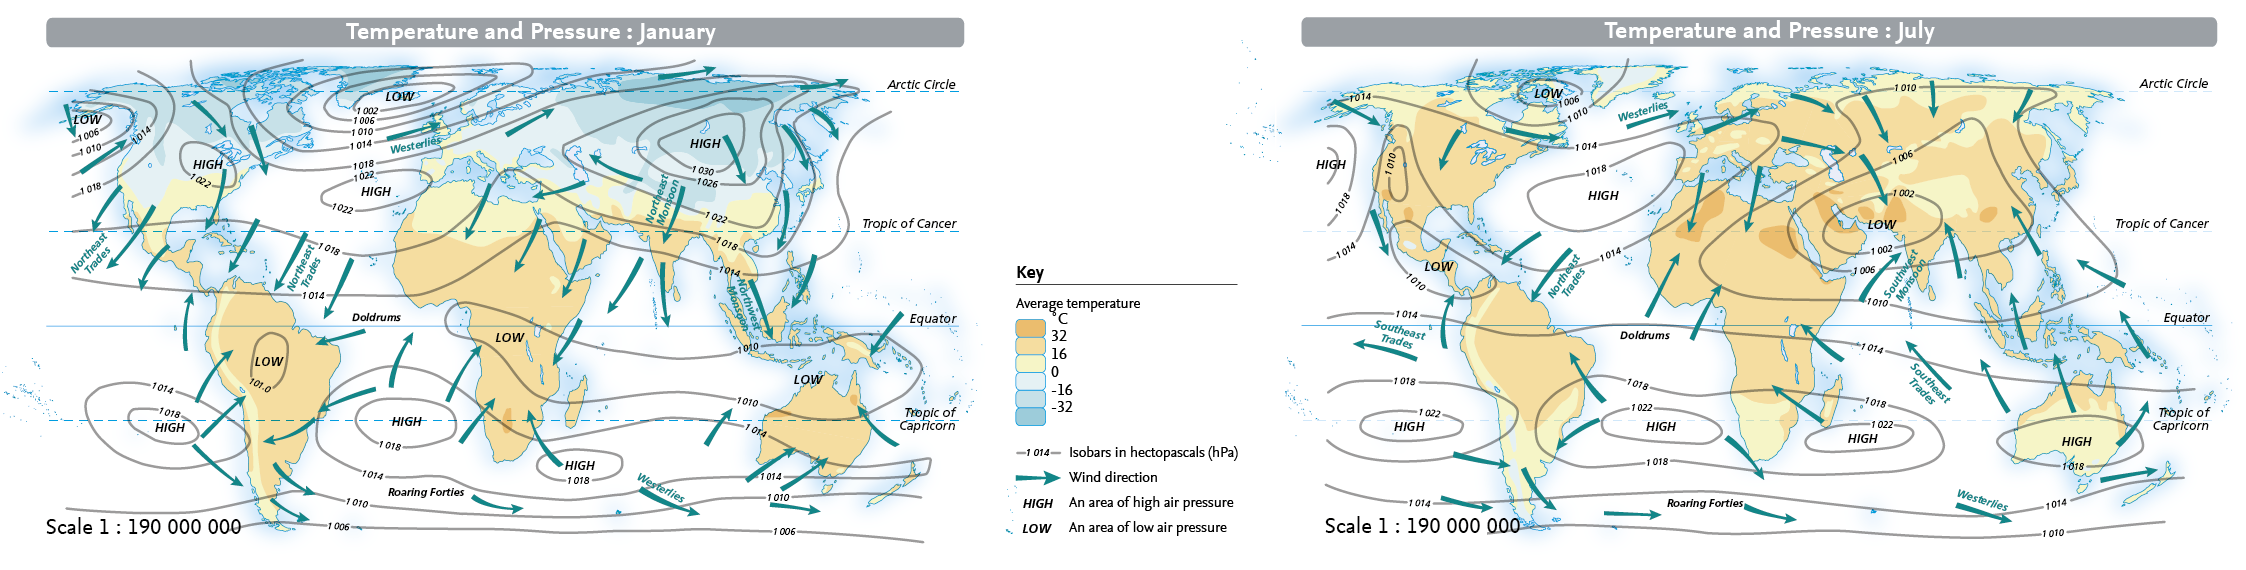 Temperature and Pressure : January
Arctic Circle
LOW
1 002
1 006
1 010
1 014
LOW
1 006
1 010
1 014
1 018
Westerlies
HIGH
1 022
1 018
1 022
HIGH
1 022
HIGH
1 030
1 026
1 022
1 018
1 014
Northeast
Monsoon
Tropic of Cancer
Northeast
Trades
Northeast
Trades
1 018
1 014
Northwest
Monsoon
Doldrums
Equator
LOW
LOW
101.0
1 010
LOW
1 014
1 018
HIGH
HIGH
1 018
1 010
1 014
Tropic of
Capricorn
HIGH
1 018
1 014
1 010
1 006
Roaring Forties
Westerlies
1 014
1 010
1 006
Scale 1 : 190 000 000
Key
Average temperature
°C
32
16
0
-16
-32
1 014
Isobars in hectopascals (hPa)
Wind direction
HIGH
An area of high air pressure
LOW
An area of low air pressure
Temperature and Pressure : July
Arctic Circle
1 014
LOW
1 006
1 010
Westerlies
1 014
1 018
HIGH
1 010
HIGH
1 018
1 014
1 010
1 006
1 002
LOW
1 002
1 006
1 010
Southwest
Monsoon
Tropic of Cancer
LOW
1 010
Northeast
Trades
1 014
1 014
Southeast
Trades
Doldrums
Equator
1 014
Southeast
Trades
1 018
1 022
HIGH
1 018
1 022
HIGH
1 018
1 018
1 022
HIGH
HIGH
1 018
Tropic of
Capricorn
1 014
Roaring Forties
Westerlies
1 014
1 010
Scale 1 : 190 000 000